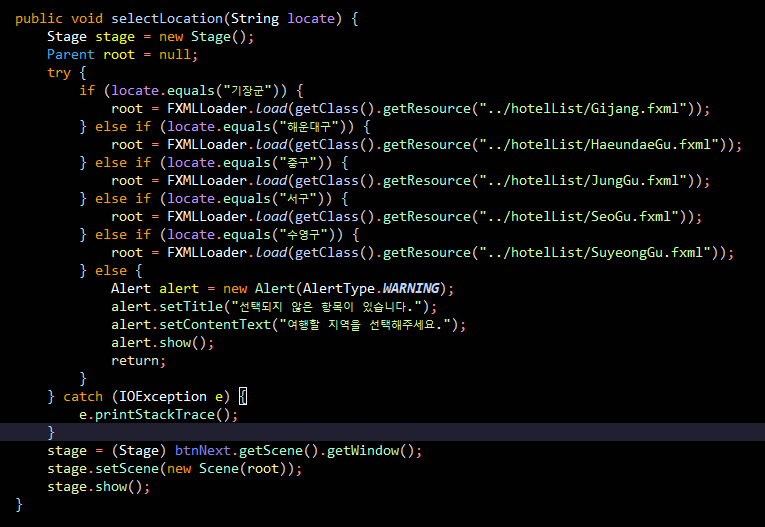 public void selectLocation(String locate) {
    Stage stage = new Stage();
    Parent root = null;
    try {
        if (locate.equals("기장군")) {
            root = FXMLLoader.load(getClass().getResource("../hotelList/Gijang.fxml"));
        } else if (locate.equals("해운대구")) {
            root = FXMLLoader.load(getClass().getResource("../hotelList/HaeundaeGu.fxml"));
        } else if (locate.equals("중구")) {
            root = FXMLLoader.load(getClass().getResource("../hotelList/JungGu.fxml"));
        } else if (locate.equals("서구")) {
            root = FXMLLoader.load(getClass().getResource("../hotelList/SeoGu.fxml"));
        } else if (locate.equals("수영구")) {
            root = FXMLLoader.load(getClass().getResource("../hotelList/SuyeongGu.fxml"));
        } else {
            Alert alert = new Alert(AlertType.WARNING);
            alert.setTitle("선택되지 않은 항목이 있습니다.");
            alert.setContentText("여행할 지역을 선택해주세요.");
            alert.show();
            return;
        }
    } catch (IOException e) {
        e.printStackTrace();
    }
    stage = (Stage) btnNext.getScene().getWindow();
    stage.setScene(new Scene(root));
    stage.show();
}